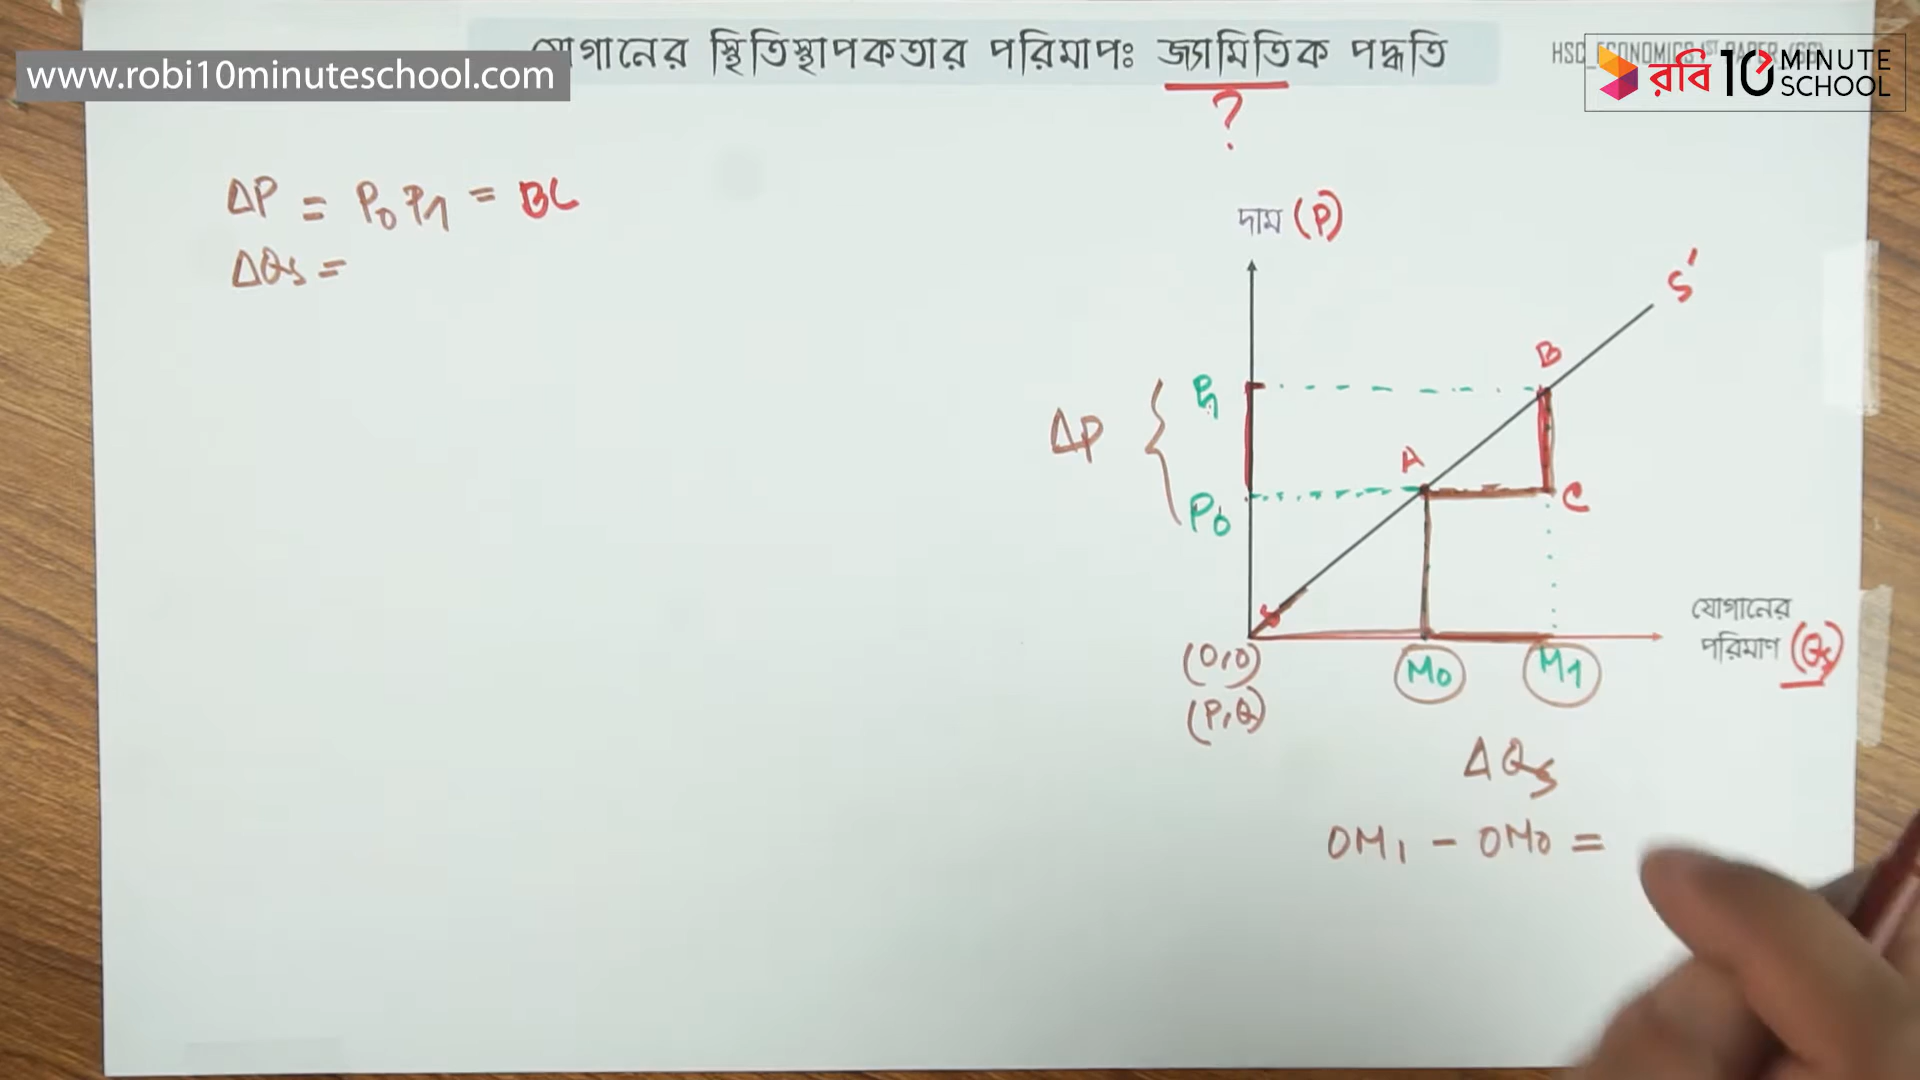 www.robi10minuteschool.com
যোগানের স্থিতিস্থাপকতার পরিমাপঃ জ্যামিতিক পদ্ধতি
?
রবি 10 MINUTE SCHOOL
ΔP = P₀P₁ = BC
ΔQs =
দাম (P)
S'
B
P₁
ΔP
A
P₀
C
S
যোগানের
পরিমাণ (Qs)
(0,0)
M₀
M₁
(P,Q)
ΔQs
OM₁ - OM₀ =